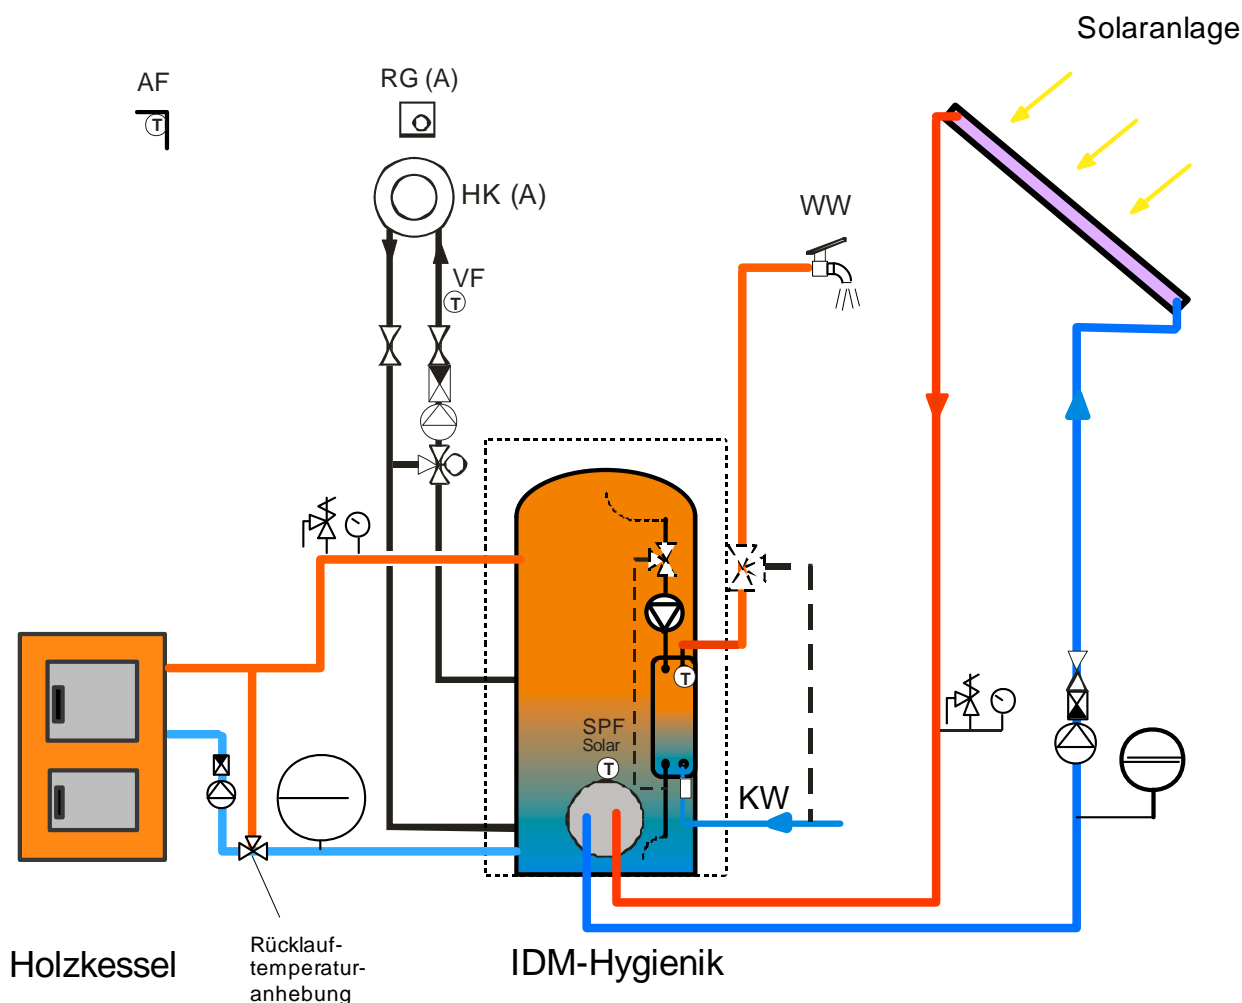 Solaranlage
AF
T
RG (A)
HK (A)
WW
VF
T
T
SPF
Solar
T
KW
Holzkessel
Rücklauf-
temperatur-
anhebung
IDM-Hygienik